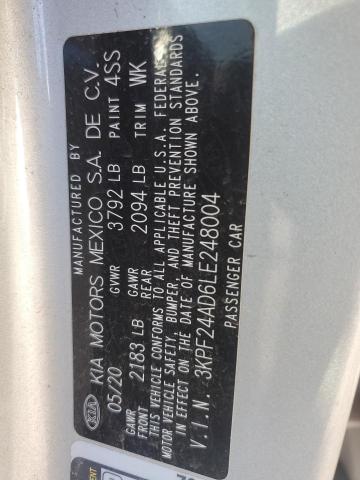 MANUFACTURED BY
KIA KIA MOTORS MEXICO S.A. DE C.V.
05/20 GVWR 3792 LB PAINT 4SS
GAWR FRONT 2183 LB GAWR REAR 2094 LB TRIM WK
THIS VEHICLE CONFORMS TO ALL APPLICABLE U.S.A. FEDERAL
MOTOR VEHICLE SAFETY, BUMPER, AND THEFT PREVENTION STANDARDS
IN EFFECT ON THE DATE OF MANUFACTURE SHOWN ABOVE.
V.I.N. 3KPF24AD6LE248004
PASSENGER CAR